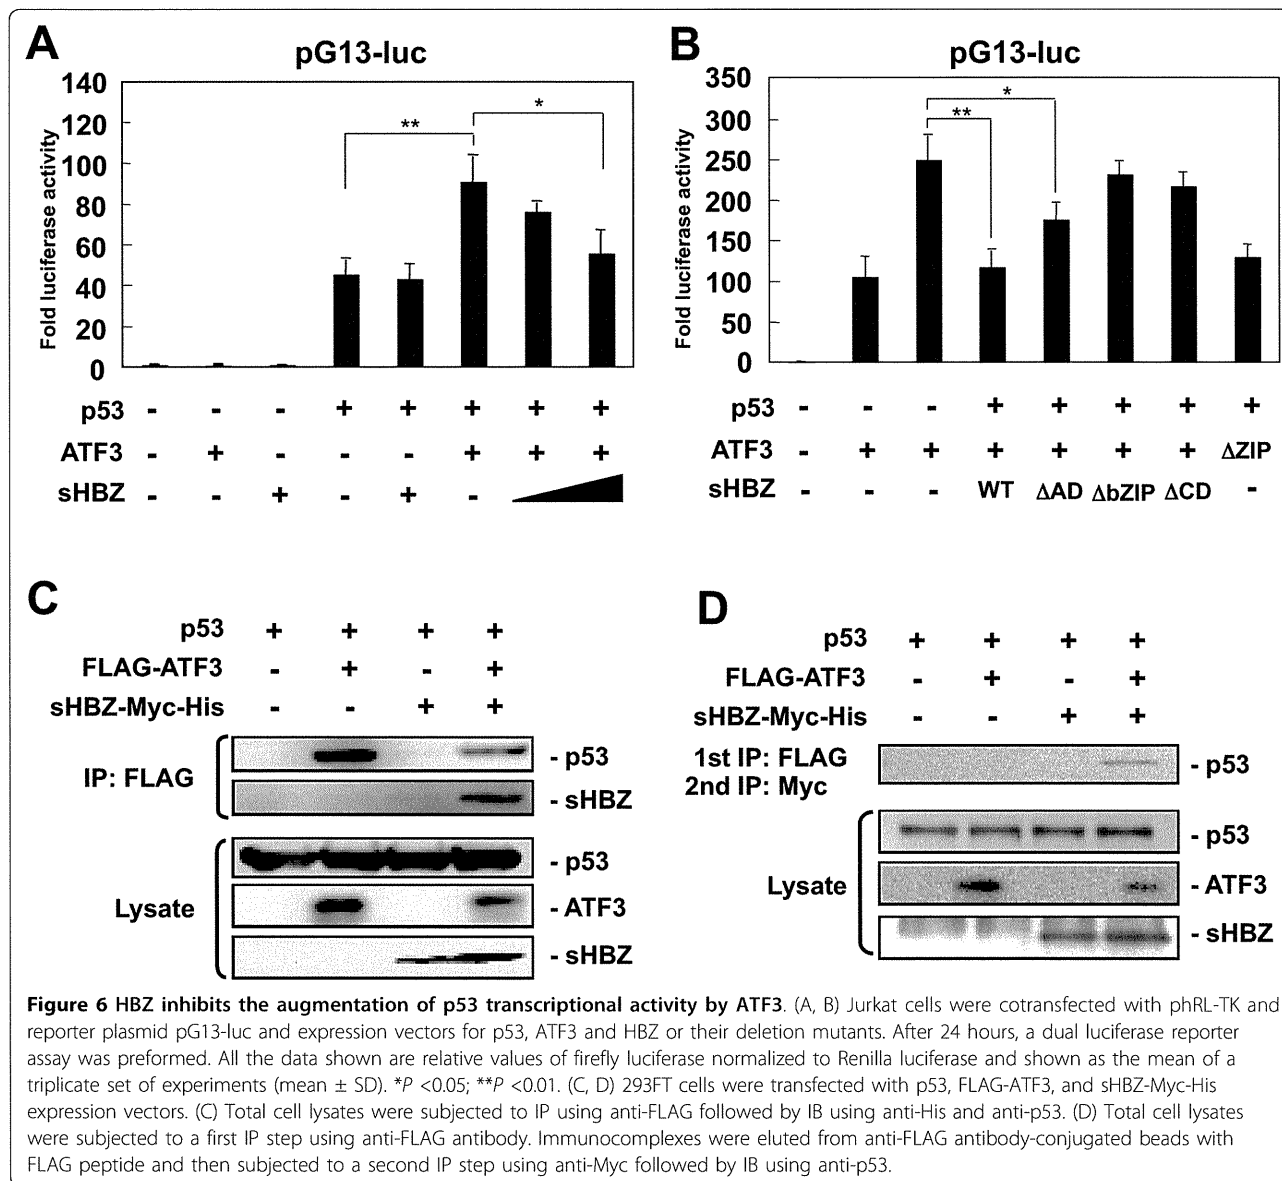 A
pG13-luc
Fold luciferase activity
140
120
100
80
60
40
20
0
**
*
p53 - - - + + + + +
ATF3 - + - - - + + +
sHBZ - - + - + -
B
pG13-luc
Fold luciferase activity
350
300
250
200
150
100
50
0
**
*
p53 - - - + + + + +
ATF3 - + + + + + + ΔZIP
sHBZ - - - WT ΔAD ΔbZIP ΔCD -
C
p53 + + + +
FLAG-ATF3 - + - +
sHBZ-Myc-His - - + +
IP: FLAG
- p53
- sHBZ
Lysate
- p53
- ATF3
- sHBZ
D
p53 + + + +
FLAG-ATF3 - + - +
sHBZ-Myc-His - - + +
1st IP: FLAG
2nd IP: Myc
- p53
Lysate
- p53
- ATF3
- sHBZ
Figure 6 HBZ inhibits the augmentation of p53 transcriptional activity by ATF3. (A, B) Jurkat cells were cotransfected with phRL-TK and
reporter plasmid pG13-luc and expression vectors for p53, ATF3 and HBZ or their deletion mutants. After 24 hours, a dual luciferase reporter
assay was preformed. All the data shown are relative values of firefly luciferase normalized to Renilla luciferase and shown as the mean of a
triplicate set of experiments (mean ± SD). *P <0.05; **P <0.01. (C, D) 293FT cells were transfected with p53, FLAG-ATF3, and sHBZ-Myc-His
expression vectors. (C) Total cell lysates were subjected to IP using anti-FLAG followed by IB using anti-His and anti-p53. (D) Total cell lysates
were subjected to a first IP step using anti-FLAG antibody. Immunocomplexes were eluted from anti-FLAG antibody-conjugated beads with
FLAG peptide and then subjected to a second IP step using anti-Myc followed by IB using anti-p53.